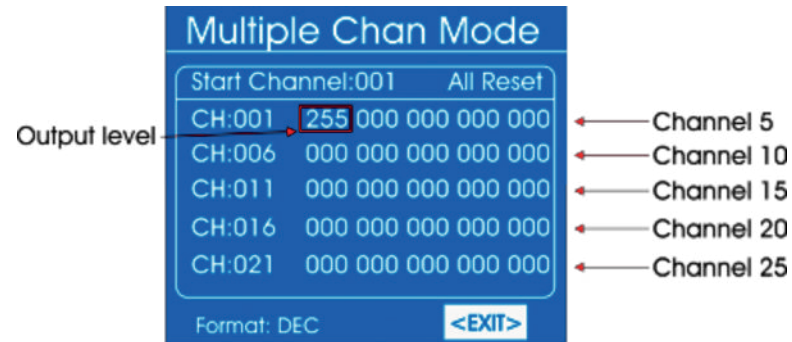 Multiple Chan Mode
Start Channel:001 All Reset
CH:001 255 000 000 000 000 Channel 5
Output level
CH:006 000 000 000 000 000 Channel 10
CH:011 000 000 000 000 000 Channel 15
CH:016 000 000 000 000 000 Channel 20
CH:021 000 000 000 000 000 Channel 25
Format: DEC <EXIT>